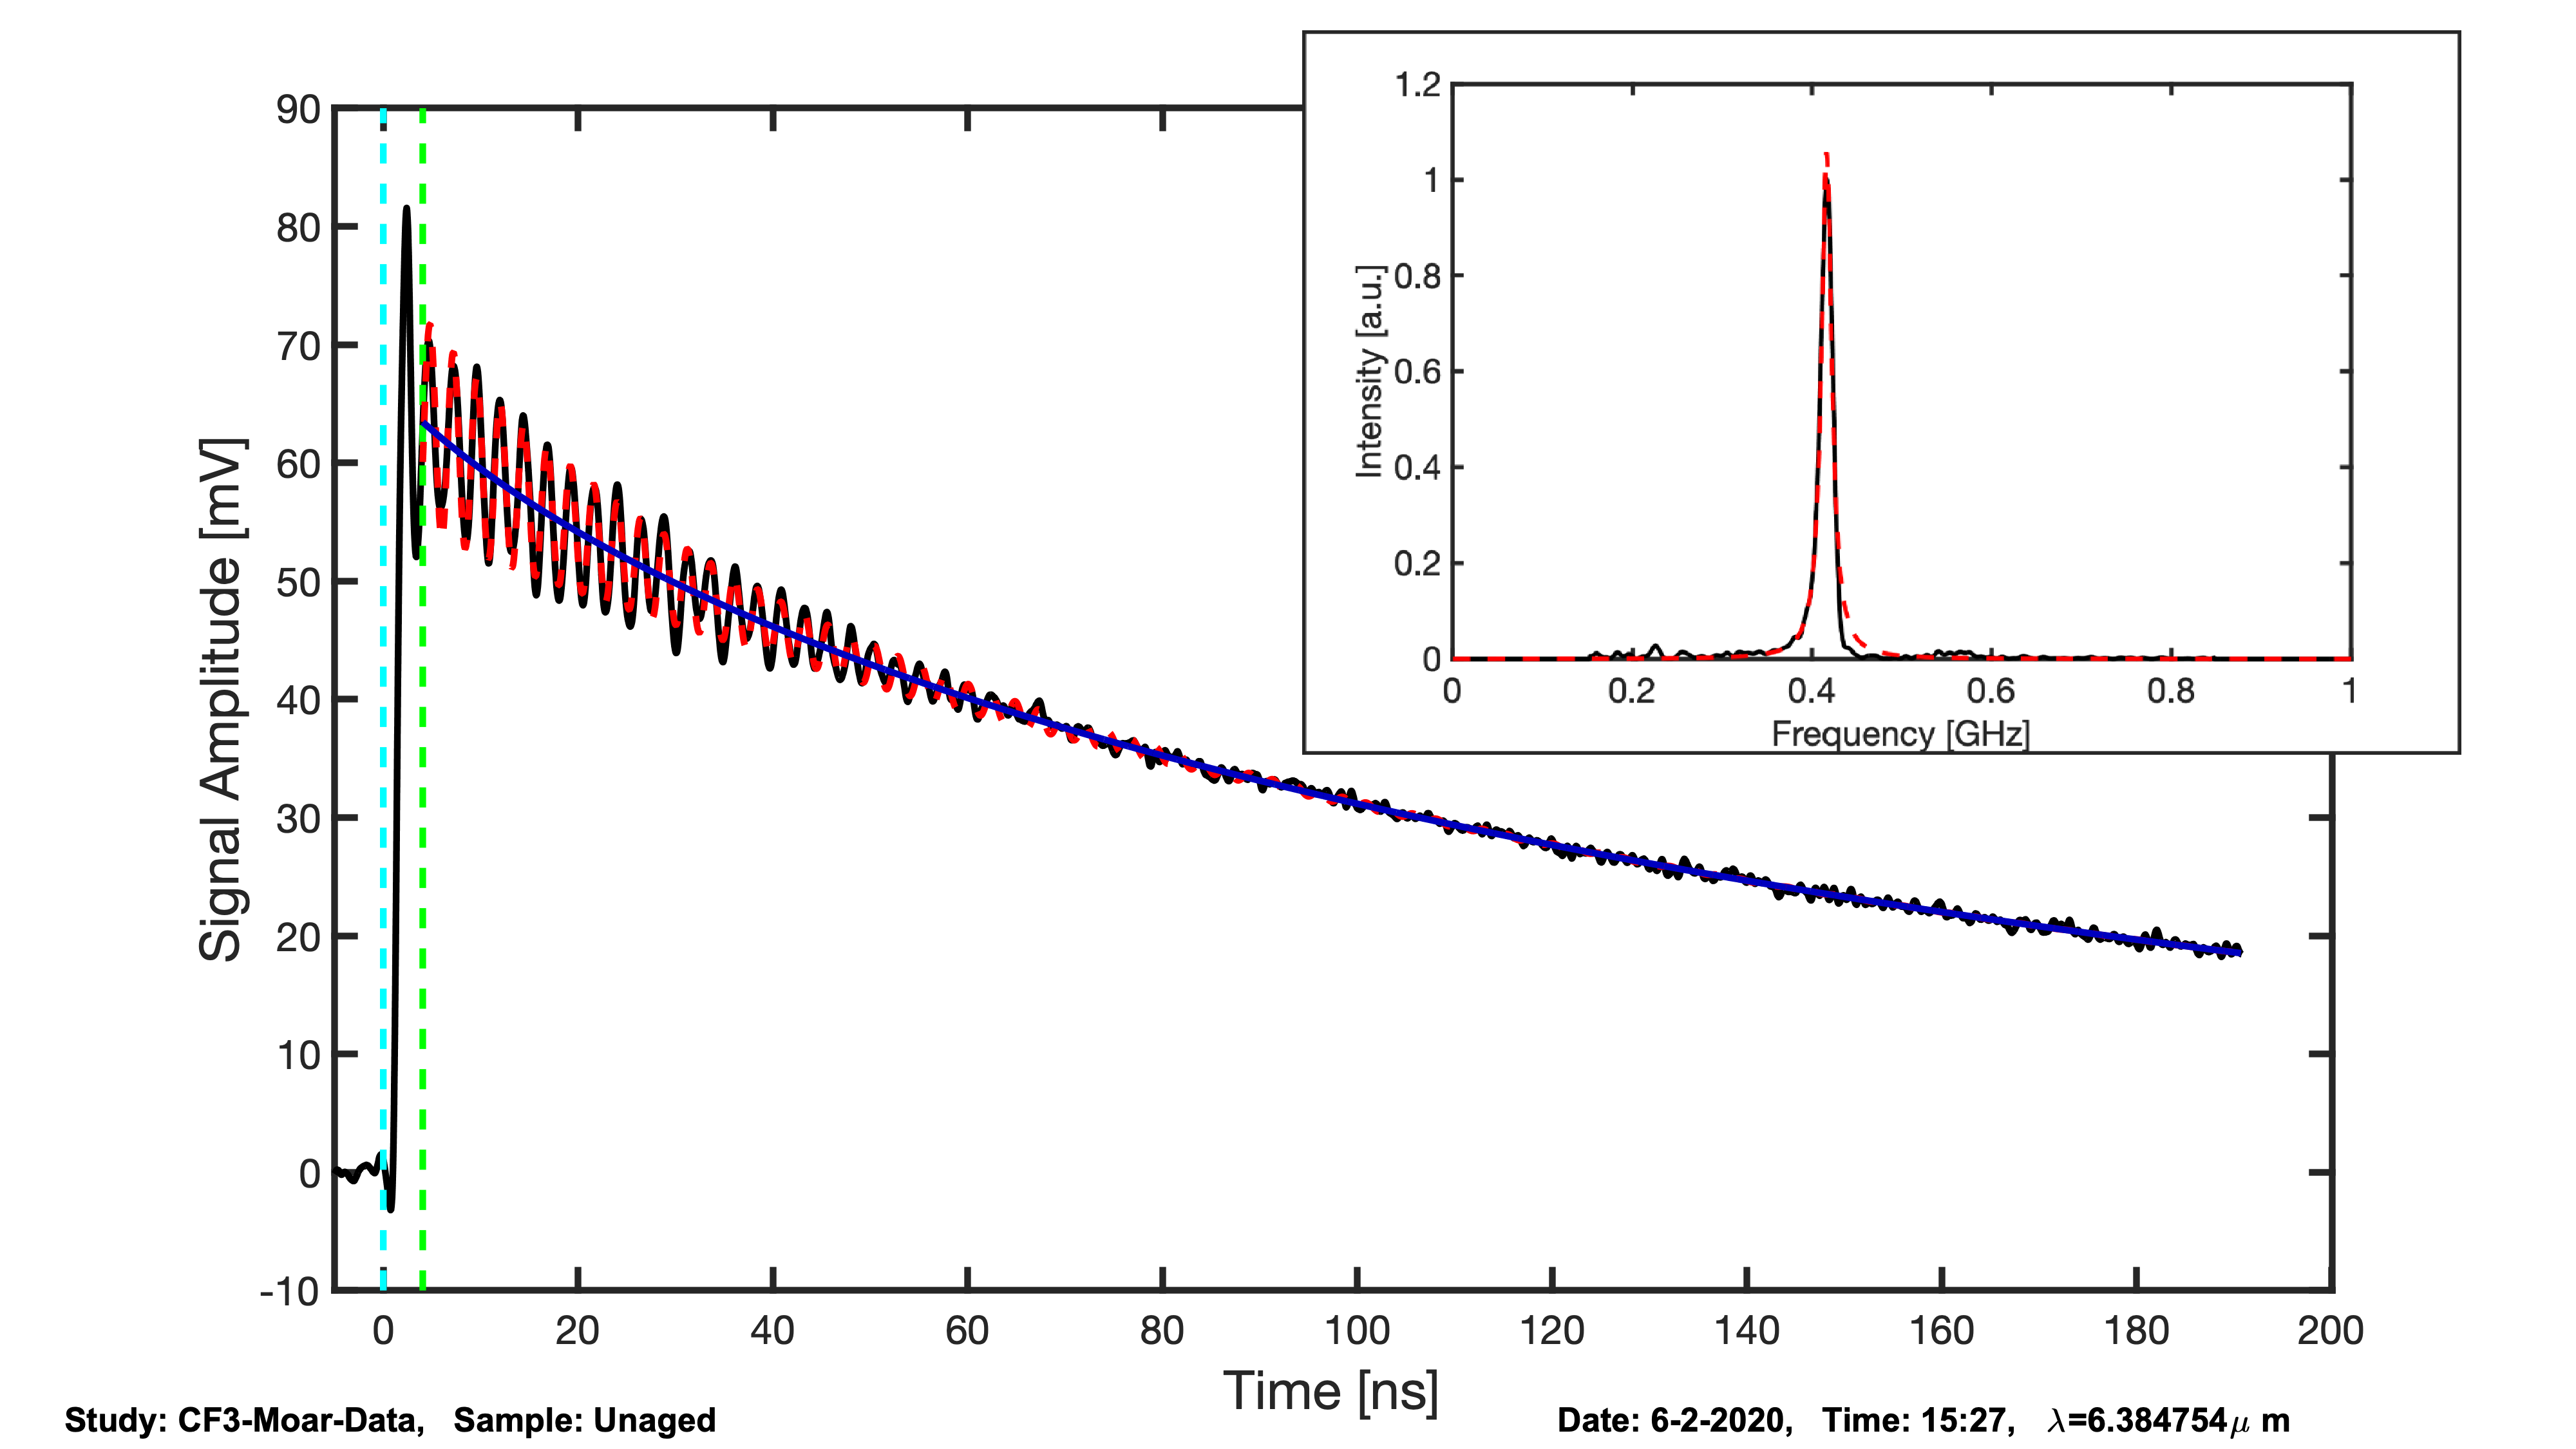 1.2
1
0.8
0.6
0.4
0.2
0
Intensity [a.u.]
0 0.2 0.4 0.6 0.8 1
Frequency [GHz]
90
80
70
60
50
40
30
20
10
0
-10
Signal Amplitude [mV]
0 20 40 60 80 100 120 140 160 180 200
Time [ns]
Study: CF3-Moar-Data, Sample: Unaged
Date: 6-2-2020, Time: 15:27, λ=6.384754μ m